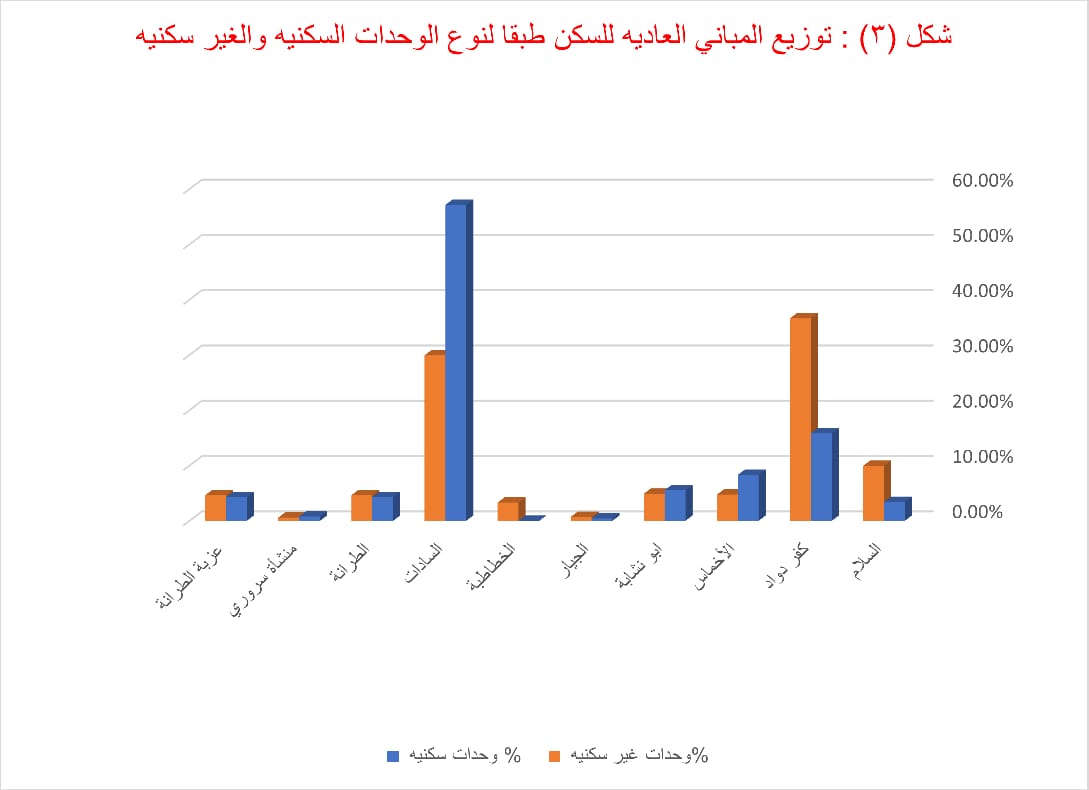 شكل (٣) : توزيع المباني العاديه للسكن طبقا لنوع الوحدات السكنيه والغير سكنيه
60.00%
50.00%
40.00%
30.00%
20.00%
10.00%
0.00%
السلام
كفر دواد
الأخماس
ابو نشابة
الجيار
الخطاطبة
السادات
الطرانة
منشأة سروري
عزبة الطرانة
% وحدات سكنيه
%وحدات غير سكنيه